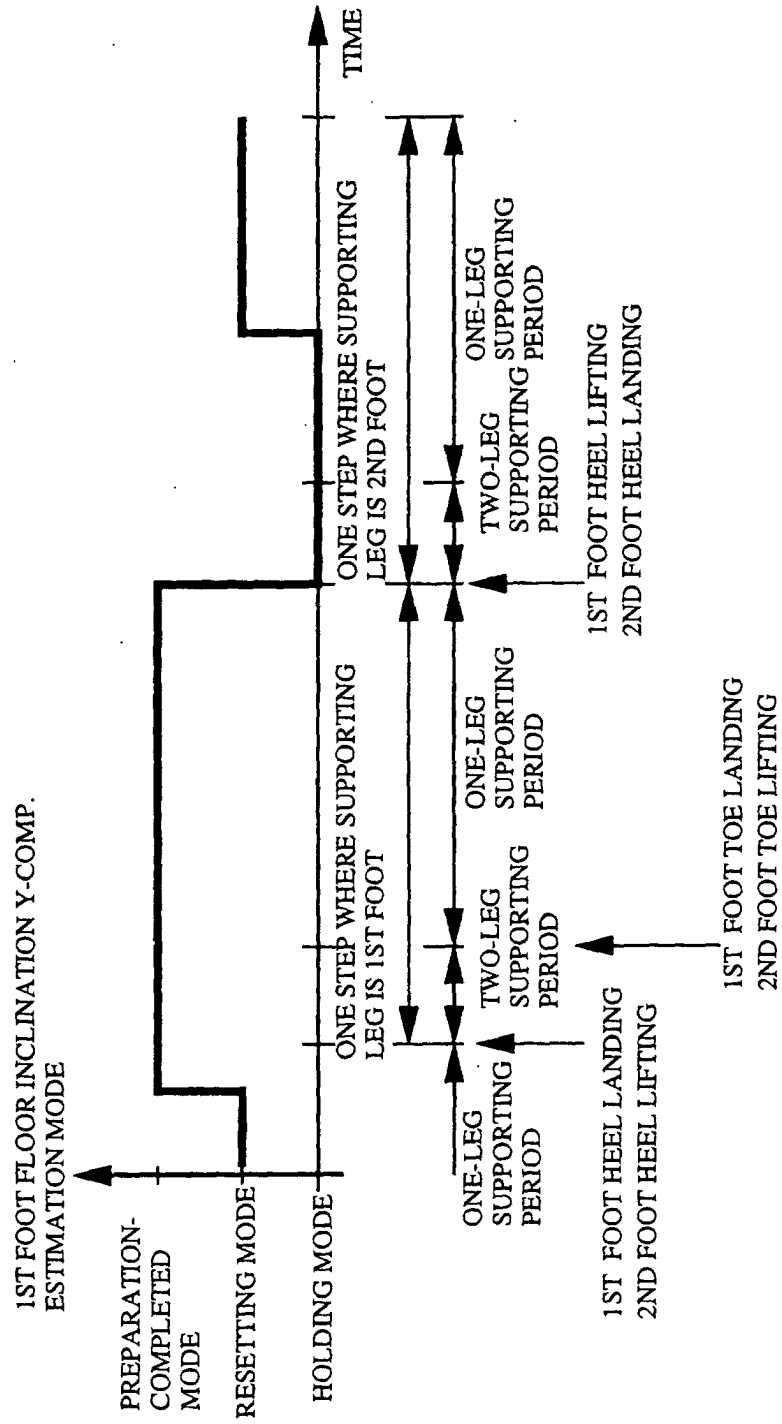 1ST FOOT FLOOR INCLINATION Y-COMP.
ESTIMATION MODE
PREPARATION-
COMPLETED
MODE
RESETTING MODE
HOLDING MODE
TIME
ONE STEP WHERE SUPPORTING
LEG IS 1ST FOOT
ONE STEP WHERE SUPPORTING
LEG IS 2ND FOOT
ONE-LEG
SUPPORTING
PERIOD
TWO-LEG
SUPPORTING
PERIOD
ONE-LEG
SUPPORTING
PERIOD
TWO-LEG
SUPPORTING
PERIOD
ONE-LEG
SUPPORTING
PERIOD
1ST FOOT HEEL LANDING
2ND FOOT HEEL LIFTING
1ST FOOT TOE LANDING
2ND FOOT TOE LIFTING
1ST FOOT HEEL LIFTING
2ND FOOT HEEL LANDING